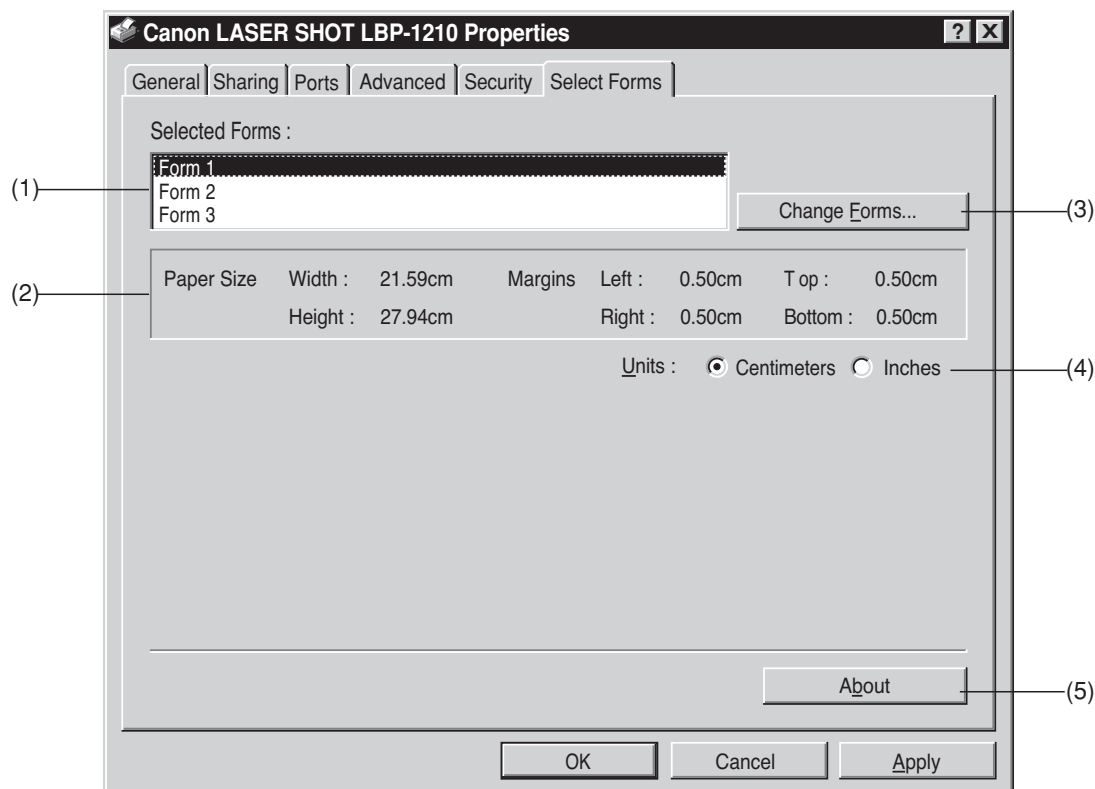 Canon LASER SHOT LBP-1210 Properties ? X
General Sharing Ports Advanced Security Select Forms
Selected Forms :
Form 1
(1)
Form 2
Form 3
Change Forms...
(3)
(2)
Paper Size Width : 21.59cm Margins Left : 0.50cm Top : 0.50cm
Height : 27.94cm Right : 0.50cm Bottom : 0.50cm
Units : Centimeters Inches
(4)
About
(5)
OK Cancel Apply